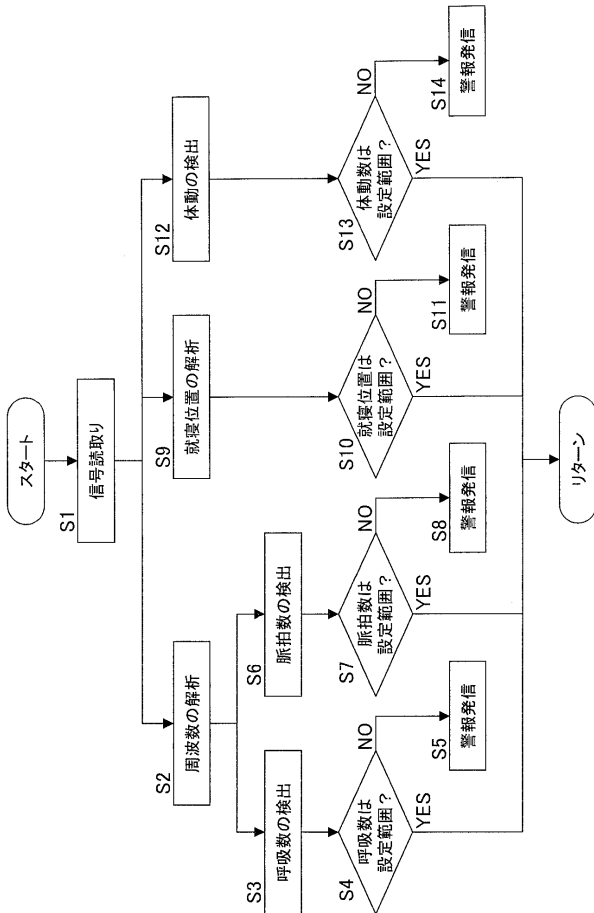 スタート
S1
信号読取り
S2
周波数の解析
S9
就寝位置の解析
S12
体動の検出
S3
呼吸数の検出
S6
脈拍数の検出
S4
呼吸数は
設定範囲？
NO
YES
S5
警報発信
S7
脈拍数は
設定範囲？
NO
YES
S8
警報発信
S10
就寝位置は
設定範囲？
NO
YES
S11
警報発信
S13
体動数は
設定範囲？
NO
YES
S14
警報発信
リターン